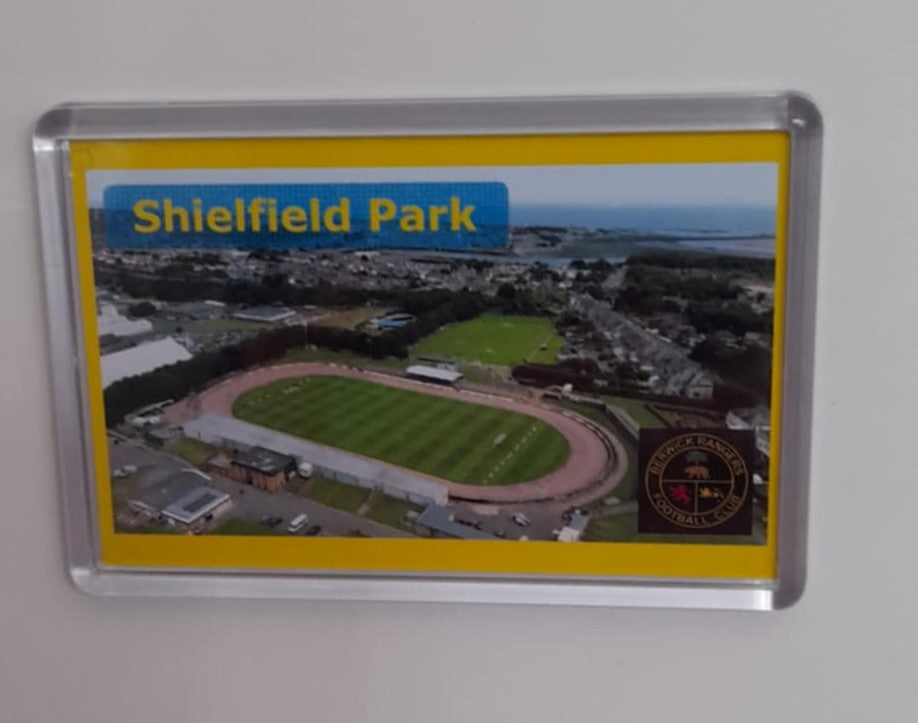 Shielfield Park
BERWICK RANGERS
FOOTBALL CLUB